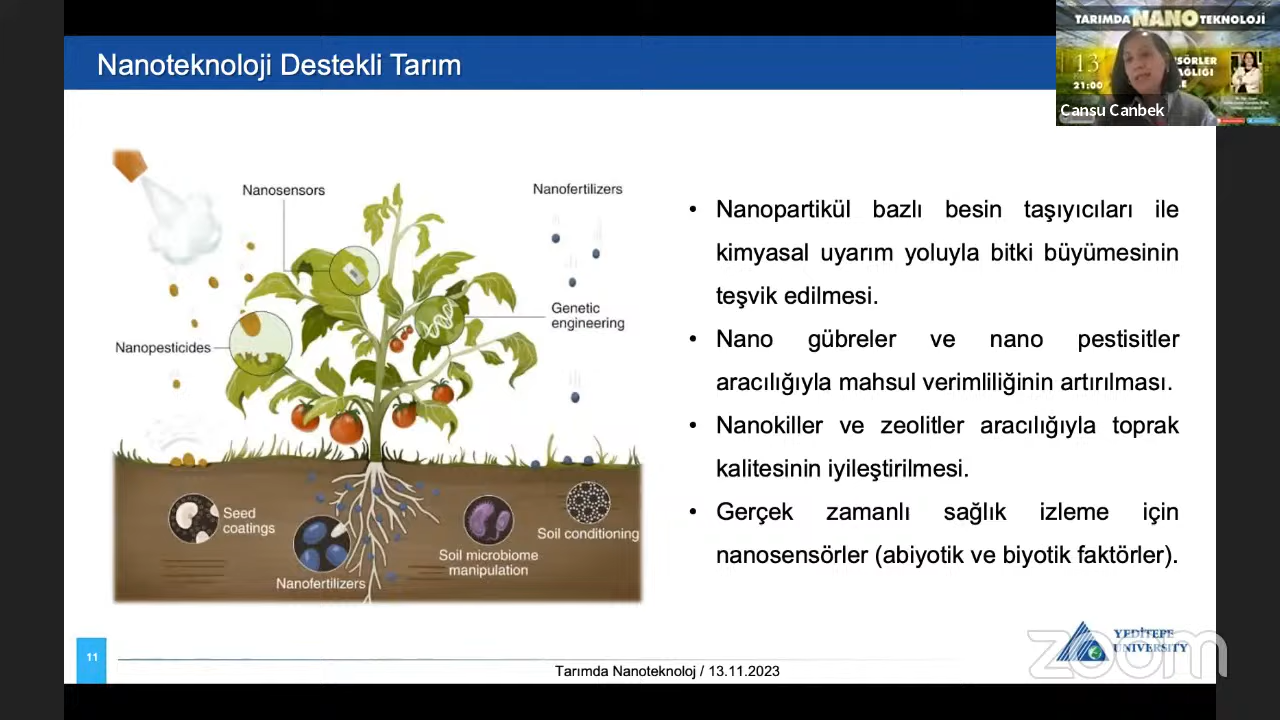 Nanoteknoloji Destekli Tarım
TARIMDA NANO TEKNOLOJİ
13
21:00
Cansu Canbek
Nanosensors
Nanofertilizers
Genetic
engineering
Nanopesticides
Seed
coatings
Nanofertilizers
Soil microbiome
manipulation
Soil conditioning
• Nanopartikül bazlı besin taşıyıcıları ile
kimyasal uyarım yoluyla bitki büyümesinin
teşvik edilmesi.
• Nano gübreler ve nano pestisitler
aracılığıyla mahsul verimliliğinin artırılması.
• Nanokiller ve zeolitler aracılığıyla toprak
kalitesinin iyileştirilmesi.
• Gerçek zamanlı sağlık izleme için
nanosensörler (abiyotik ve biyotik faktörler).
11
Tarımda Nanoteknoloj / 13.11.2023
YEDİTEPE
UNIVERSITY
zoom